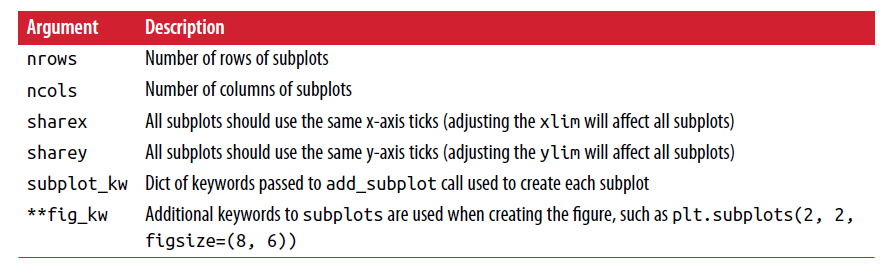 Argument Description
nrows Number of rows of subplots
ncols Number of columns of subplots
sharex All subplots should use the same x-axis ticks (adjusting the xlim will affect all subplots)
sharey All subplots should use the same y-axis ticks (adjusting the ylim will affect all subplots)
subplot_kw Dict of keywords passed to add_subplot call used to create each subplot
**fig_kw Additional keywords to subplots are used when creating the figure, such as plt.subplots(2, 2,
figsize=(8, 6))